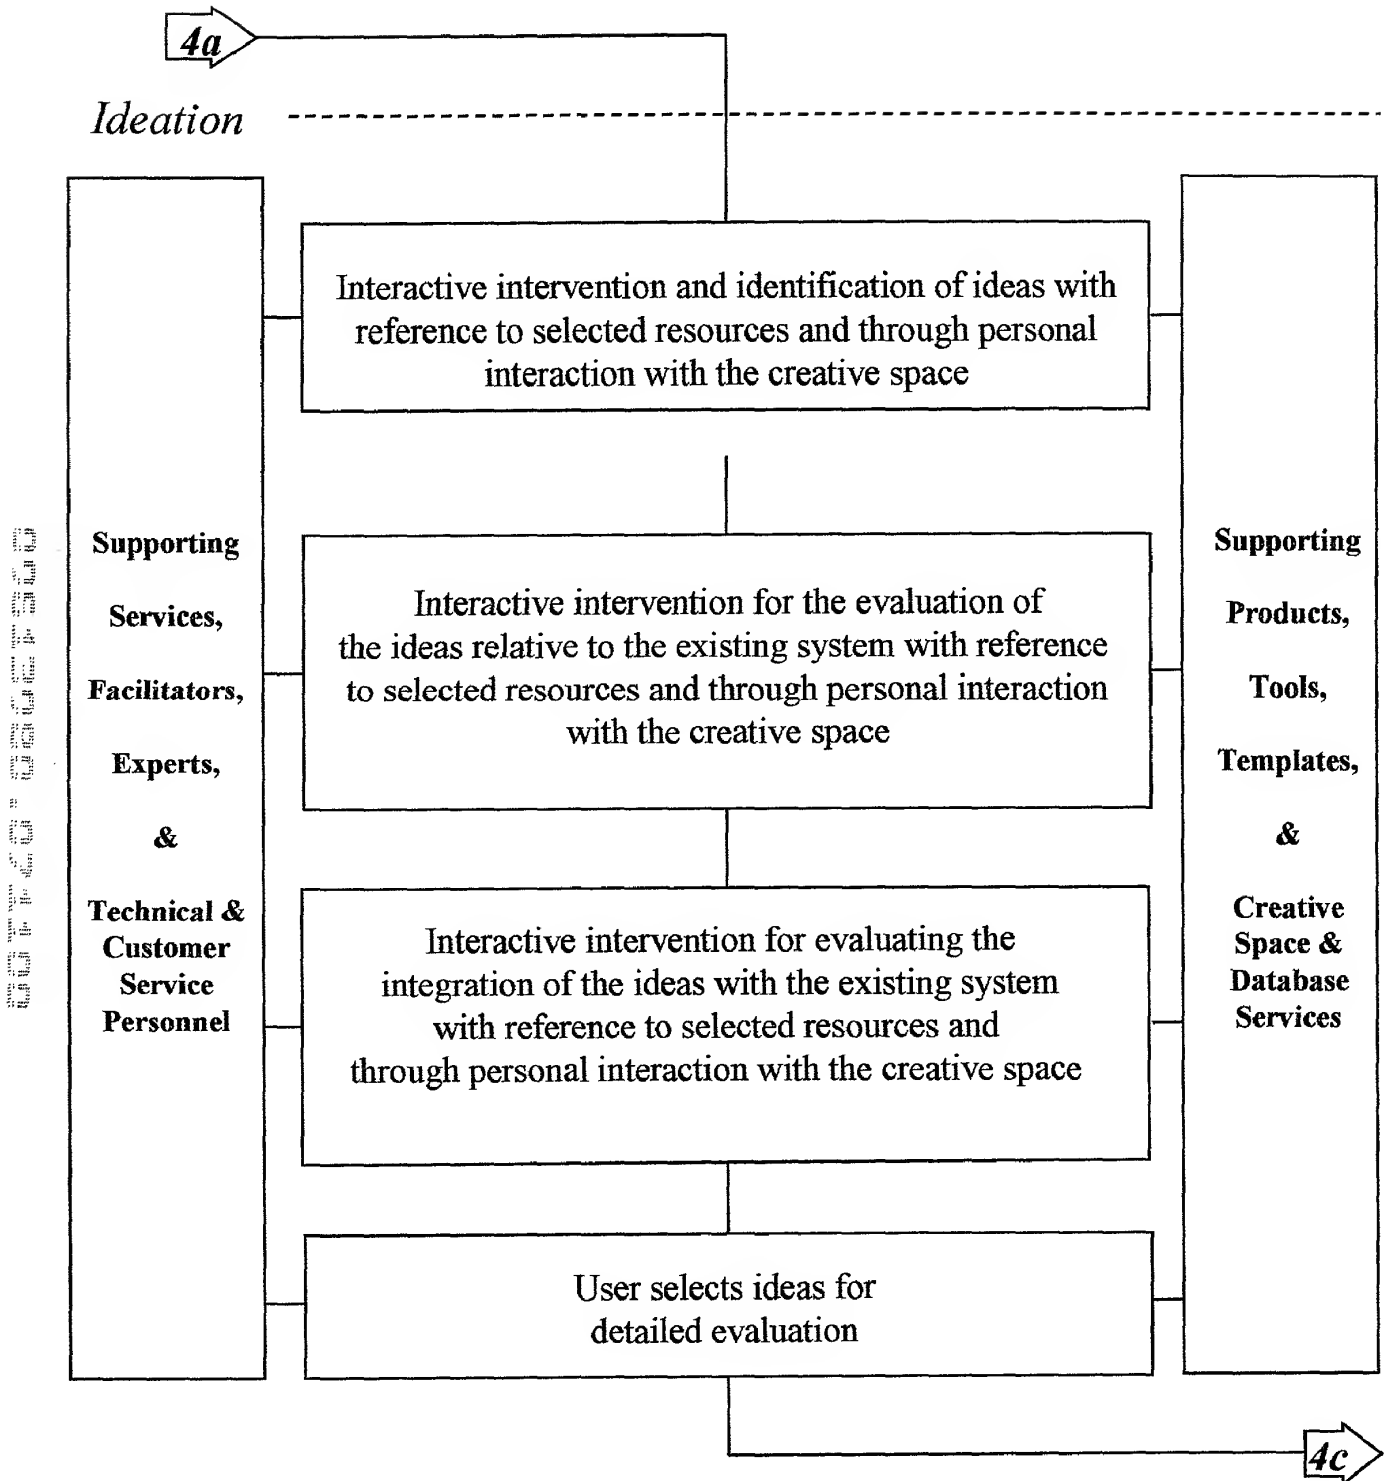 4a
Ideation
Interactive intervention and identification of ideas with
reference to selected resources and through personal
interaction with the creative space
Supporting
Services,
Facilitators,
Experts,
&
Technical &
Customer
Service
Personnel
Interactive intervention for the evaluation of
the ideas relative to the existing system with reference
to selected resources and through personal interaction
with the creative space
Interactive intervention for evaluating the
integration of the ideas with the existing system
with reference to selected resources and
through personal interaction with the creative space
User selects ideas for
detailed evaluation
Supporting
Products,
Tools,
Templates,
&
Creative
Space &
Database
Services
4c